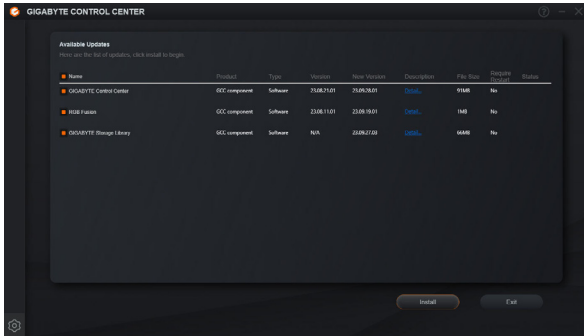 GIGABYTE CONTROL CENTER
Available Updates
Here are the list of updates, click install to begin.
Name Product Type Version New Version Description File Size Require Restart Status
GIGABYTE Control Center GCC component Software 23.08.21.01 23.09.28.01 Detail... 91MB No
RGB Fusion GCC component Software 23.08.11.01 23.09.19.01 Detail... 1MB No
GIGABYTE Storage Library GCC component Software N/A 23.09.27.03 Detail... 66MB No
Install Exit